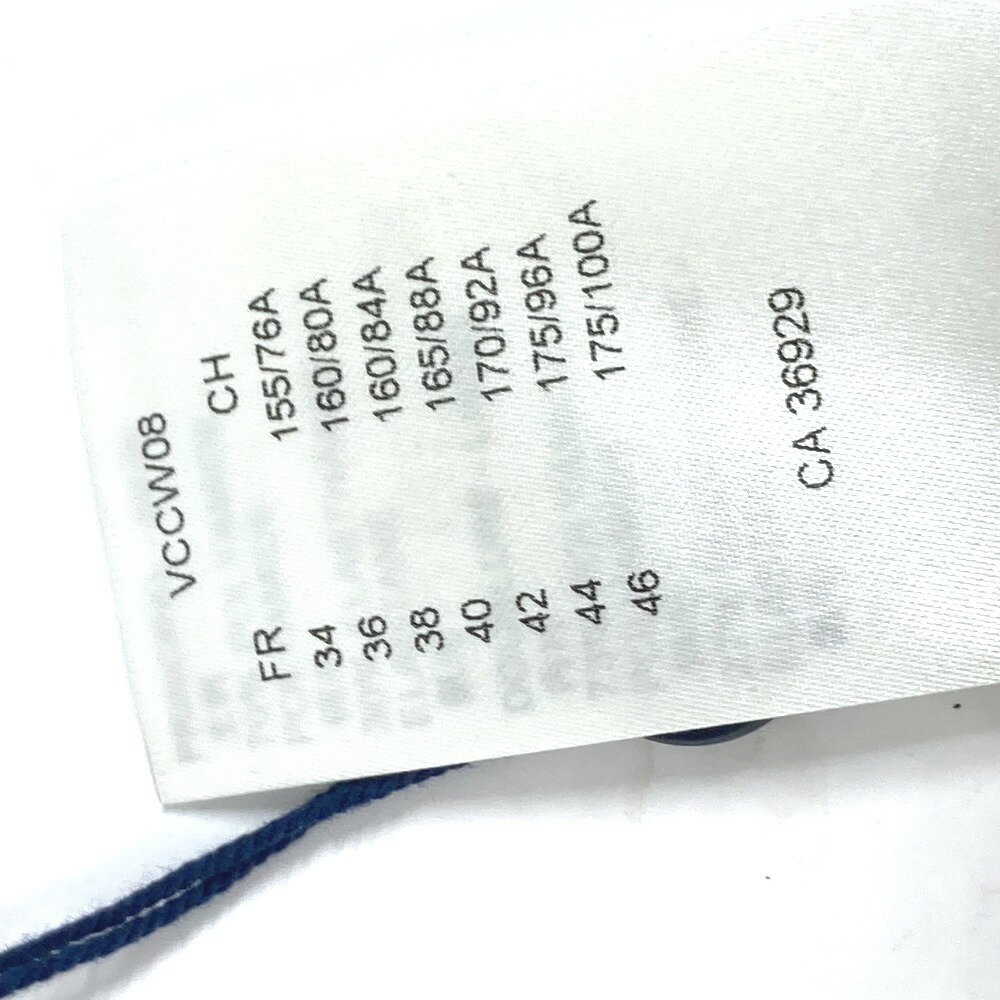 VCCW08
FR CH
34 155/76A
36 160/80A
38 160/84A
40 165/88A
42 170/92A
44 175/96A
46 175/100A
CA 36929